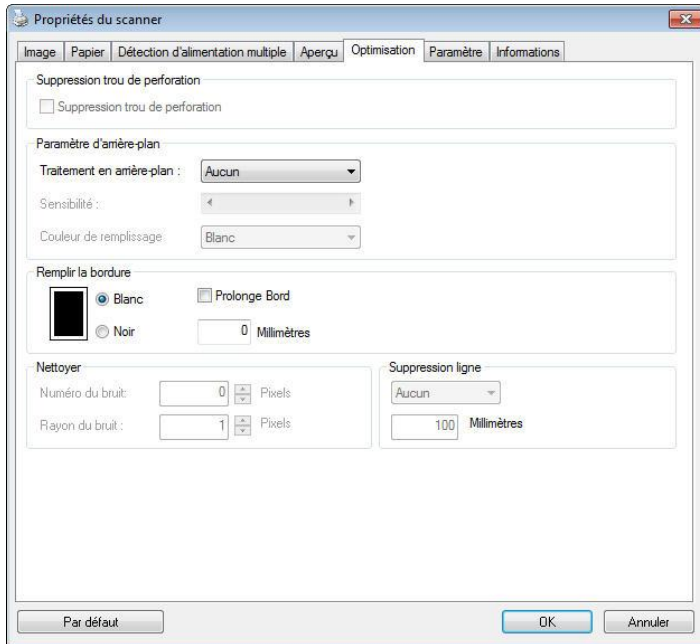 Propriétés du scanner
Image Papier Détection d'alimentation multiple Aperçu Optimisation Paramètre Informations
Suppression trou de perforation
Suppression trou de perforation
Paramètre d'arrière-plan
Traitement en arrière-plan : Aucun
Sensibilité :
Couleur de remplissage Blanc
Remplir la bordure
Blanc Prolonge Bord
Noir 0 Millimètres
Nettoyer Suppression ligne
Numéro du bruit: 0 Pixels Aucun
Rayon du bruit : 1 Pixels 100 Millimètres
Par défaut OK Annuler